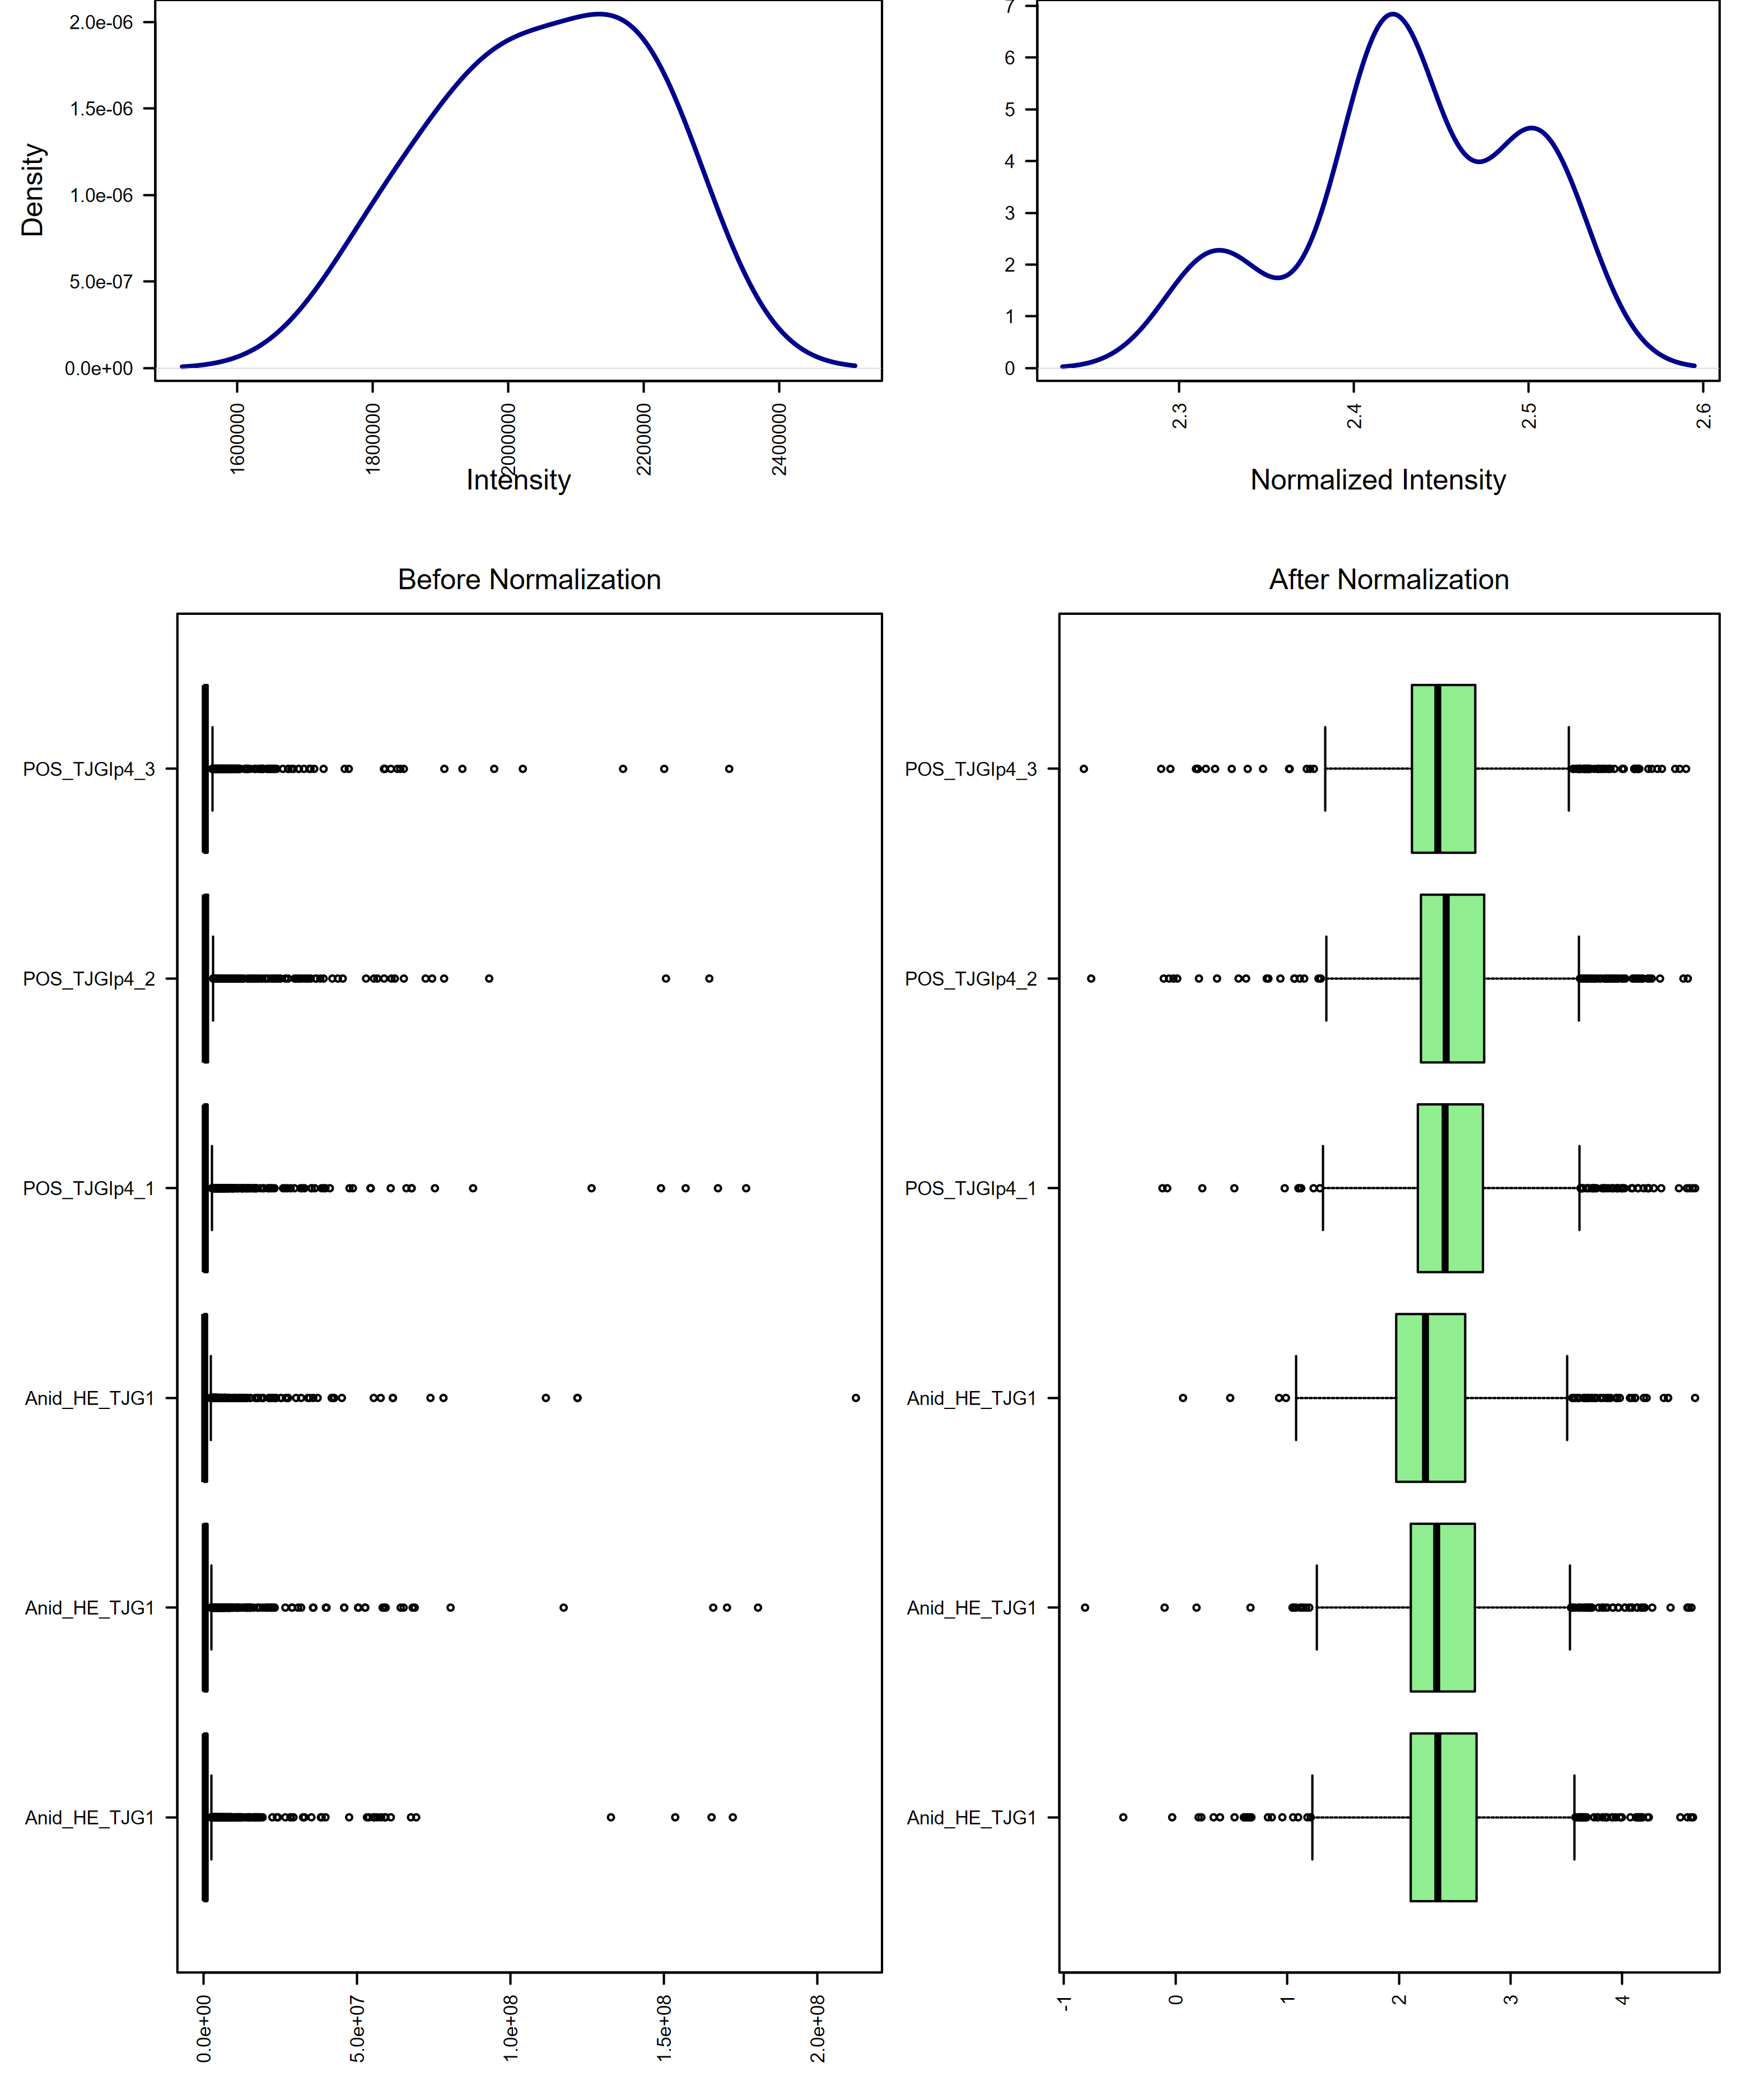 Density
2.0e-06
1.5e-06
1.0e-06
5.0e-07
0.0e+00
1600000
1800000
2000000
2200000
2400000
Intensity
7
6
5
4
3
2
1
0
2.3
2.4
2.5
2.6
Normalized Intensity
Before Normalization
POS_TJGIp4_3
POS_TJGIp4_2
POS_TJGIp4_1
Anid_HE_TJG1
Anid_HE_TJG1
Anid_HE_TJG1
0.0e+00
5.0e+07
1.0e+08
1.5e+08
2.0e+08
After Normalization
POS_TJGIp4_3
POS_TJGIp4_2
POS_TJGIp4_1
Anid_HE_TJG1
Anid_HE_TJG1
Anid_HE_TJG1
-1
0
1
2
3
4